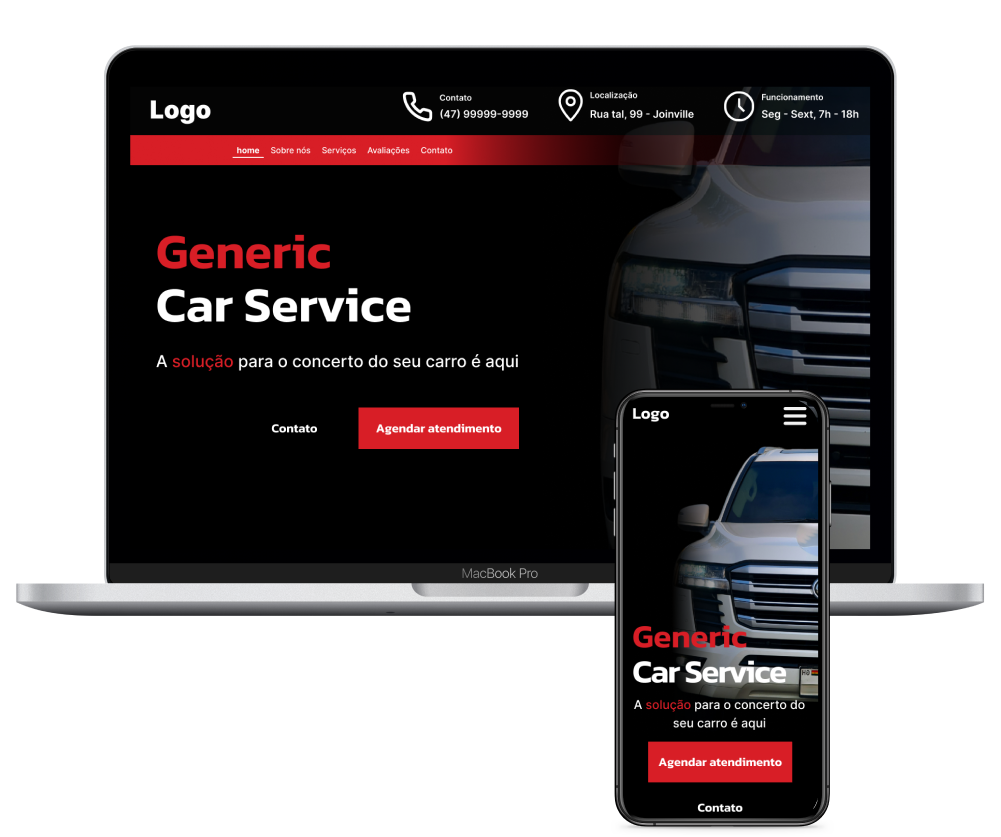 Logo
Contato
(47) 99999-9999
Localização
Rua tal, 99 - Joinville
Funcionamento
Seg - Sext, 7h - 18h
home Sobre nós Serviços Avaliações Contato
Generic
Car Service
A solução para o concerto do seu carro é aqui
Contato
Agendar atendimento
MacBook Pro
Logo
Generic
Car Service
A solução para o concerto do
seu carro é aqui
Agendar atendimento
Contato